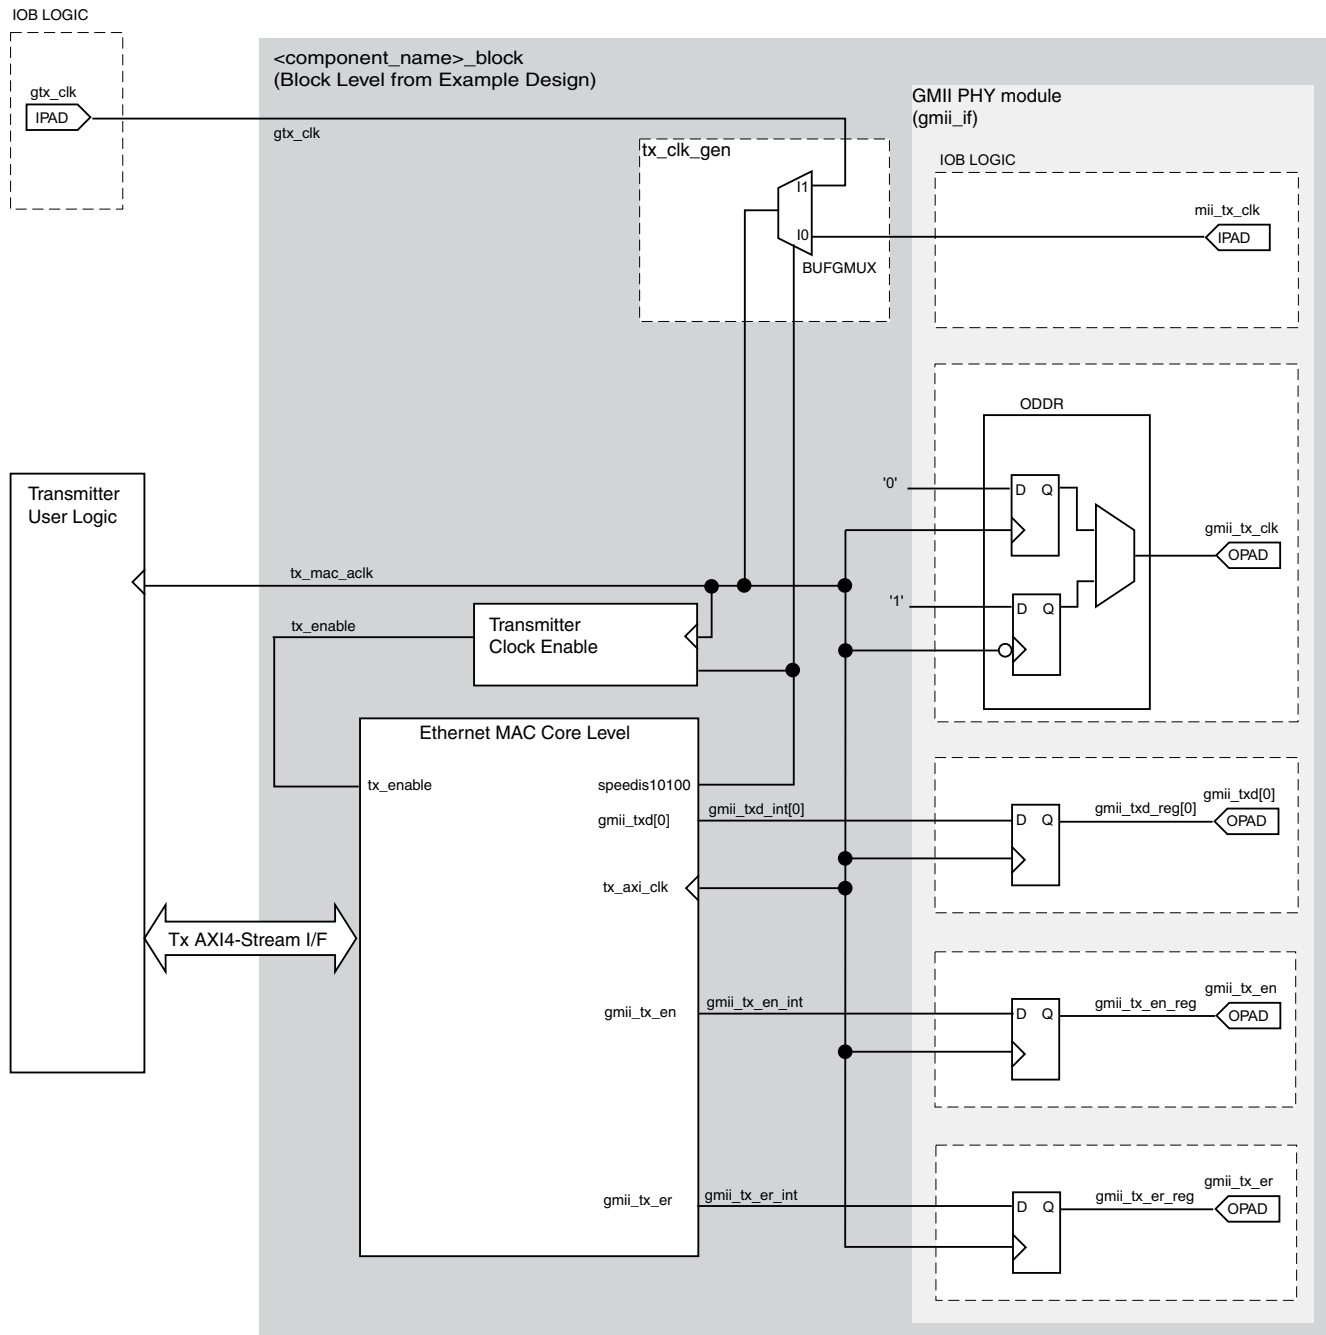 IOB LOGIC
gtx_clk
IPAD
<component_name>_block
(Block Level from Example Design)
gtx_clk
tx_clk_gen
I1
I0
BUFGMUX
GMII PHY module
(gmii_if)
IOB LOGIC
mii_tx_clk
IPAD
ODDR
'0'
D Q
gmii_tx_clk
OPAD
'1'
D Q
Transmitter
User Logic
tx_mac_aclk
tx_enable
Transmitter
Clock Enable
Ethernet MAC Core Level
tx_enable
speedis10100
gmii_txd[0]
gmii_txd_int[0]
D Q
gmii_txd_reg[0]
gmii_txd[0]
OPAD
tx_axi_clk
Tx AXI4-Stream I/F
gmii_tx_en
gmii_tx_en_int
D Q
gmii_tx_en_reg
gmii_tx_en
OPAD
gmii_tx_er
gmii_tx_er_int
D Q
gmii_tx_er_reg
gmii_tx_er
OPAD